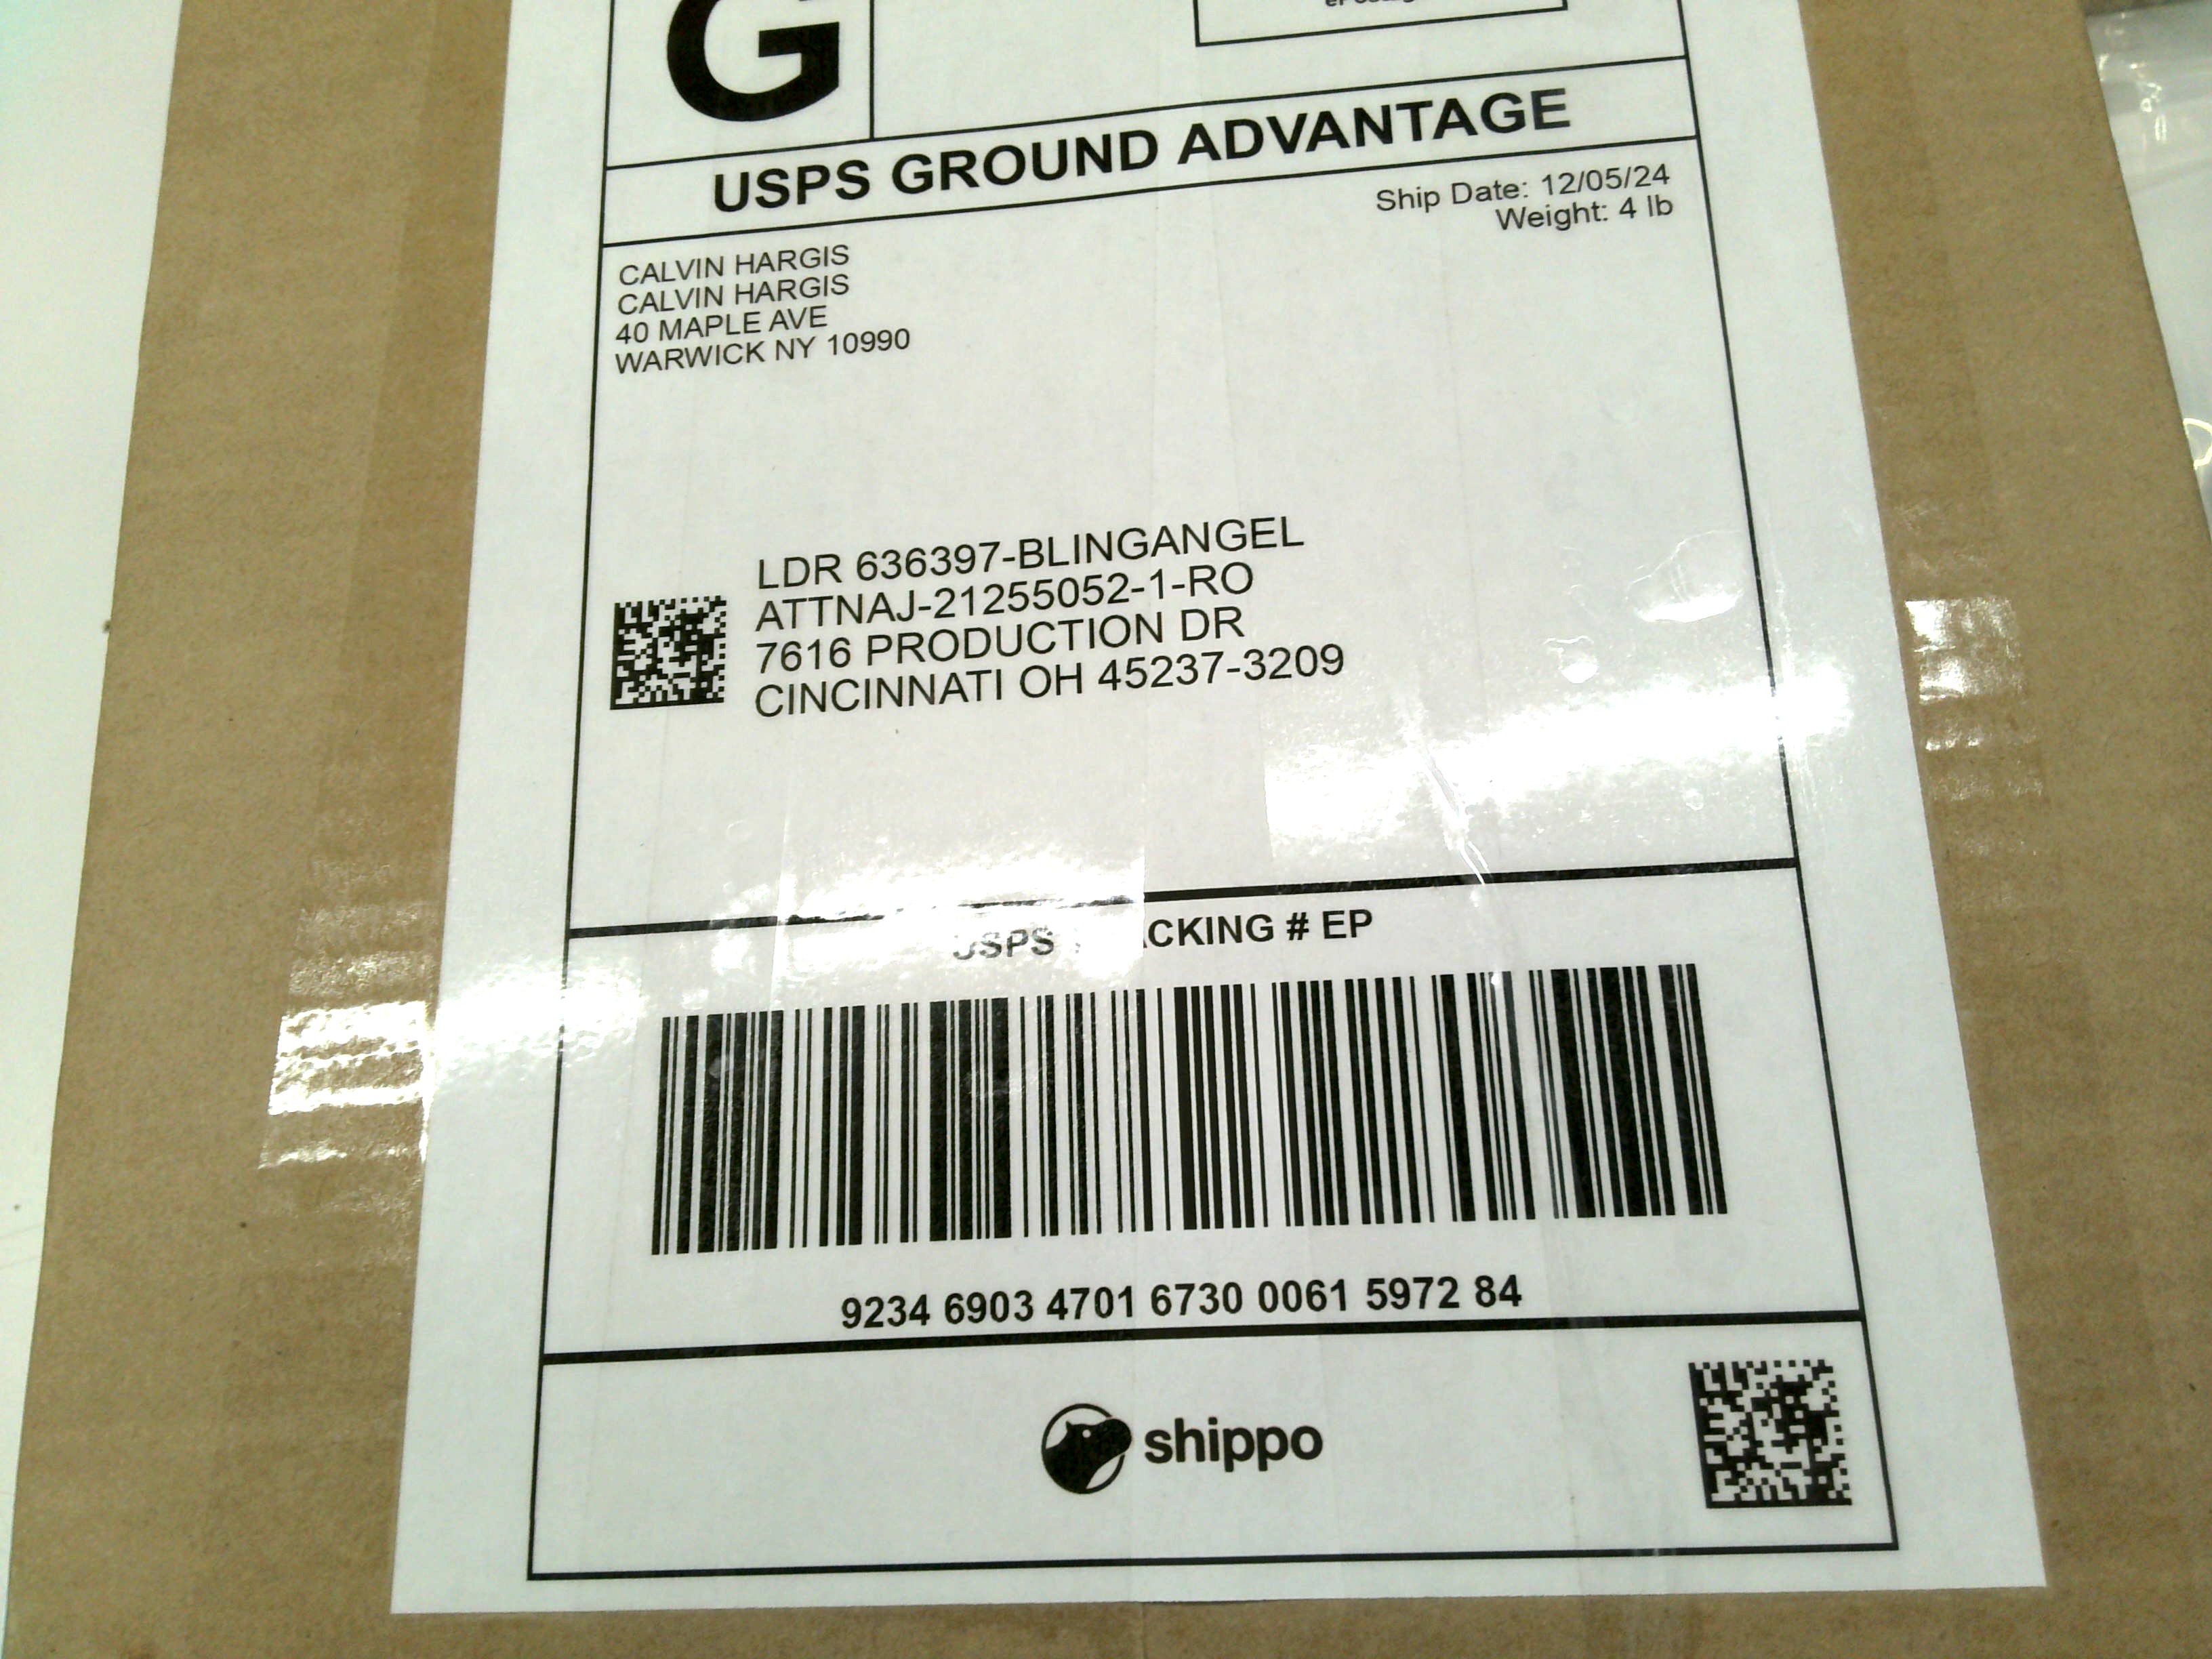 G
USPS GROUND ADVANTAGE
Ship Date: 12/05/24
Weight: 4 lb
CALVIN HARGIS
CALVIN HARGIS
40 MAPLE AVE
WARWICK NY 10990
LDR 636397-BLINGANGEL
ATTNAJ-21255052-1-RO
7616 PRODUCTION DR
CINCINNATI OH 45237-3209
USPS TRACKING # EP
9234 6903 4701 6730 0061 5972 84
shippo